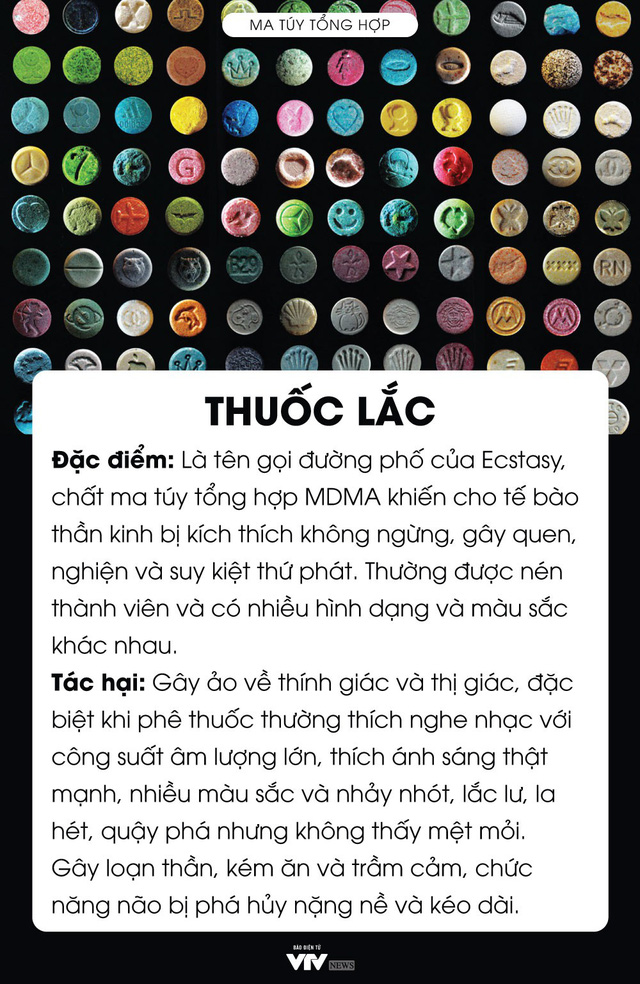 MA TÚY TỔNG HỢP
G
B29
RN
THUỐC LẮC
Đặc điểm: Là tên gọi đường phố của Ecstasy,
chất ma túy tổng hợp MDMA khiến cho tế bào
thần kinh bị kích thích không ngừng, gây quen,
nghiện và suy kiệt thứ phát. Thường được nén
thành viên và có nhiều hình dạng và màu sắc
khác nhau.
Tác hại: Gây ảo về thính giác và thị giác, đặc
biệt khi phê thuốc thường thích nghe nhạc với
công suất âm lượng lớn, thích ánh sáng thật
mạnh, nhiều màu sắc và nhảy nhót, lắc lư, la
hét, quậy phá nhưng không thấy mệt mỏi.
Gây loạn thần, kém ăn và trầm cảm, chức
năng não bị phá hủy nặng nề và kéo dài.
BÁO ĐIỆN TỬ
VTV NEWS